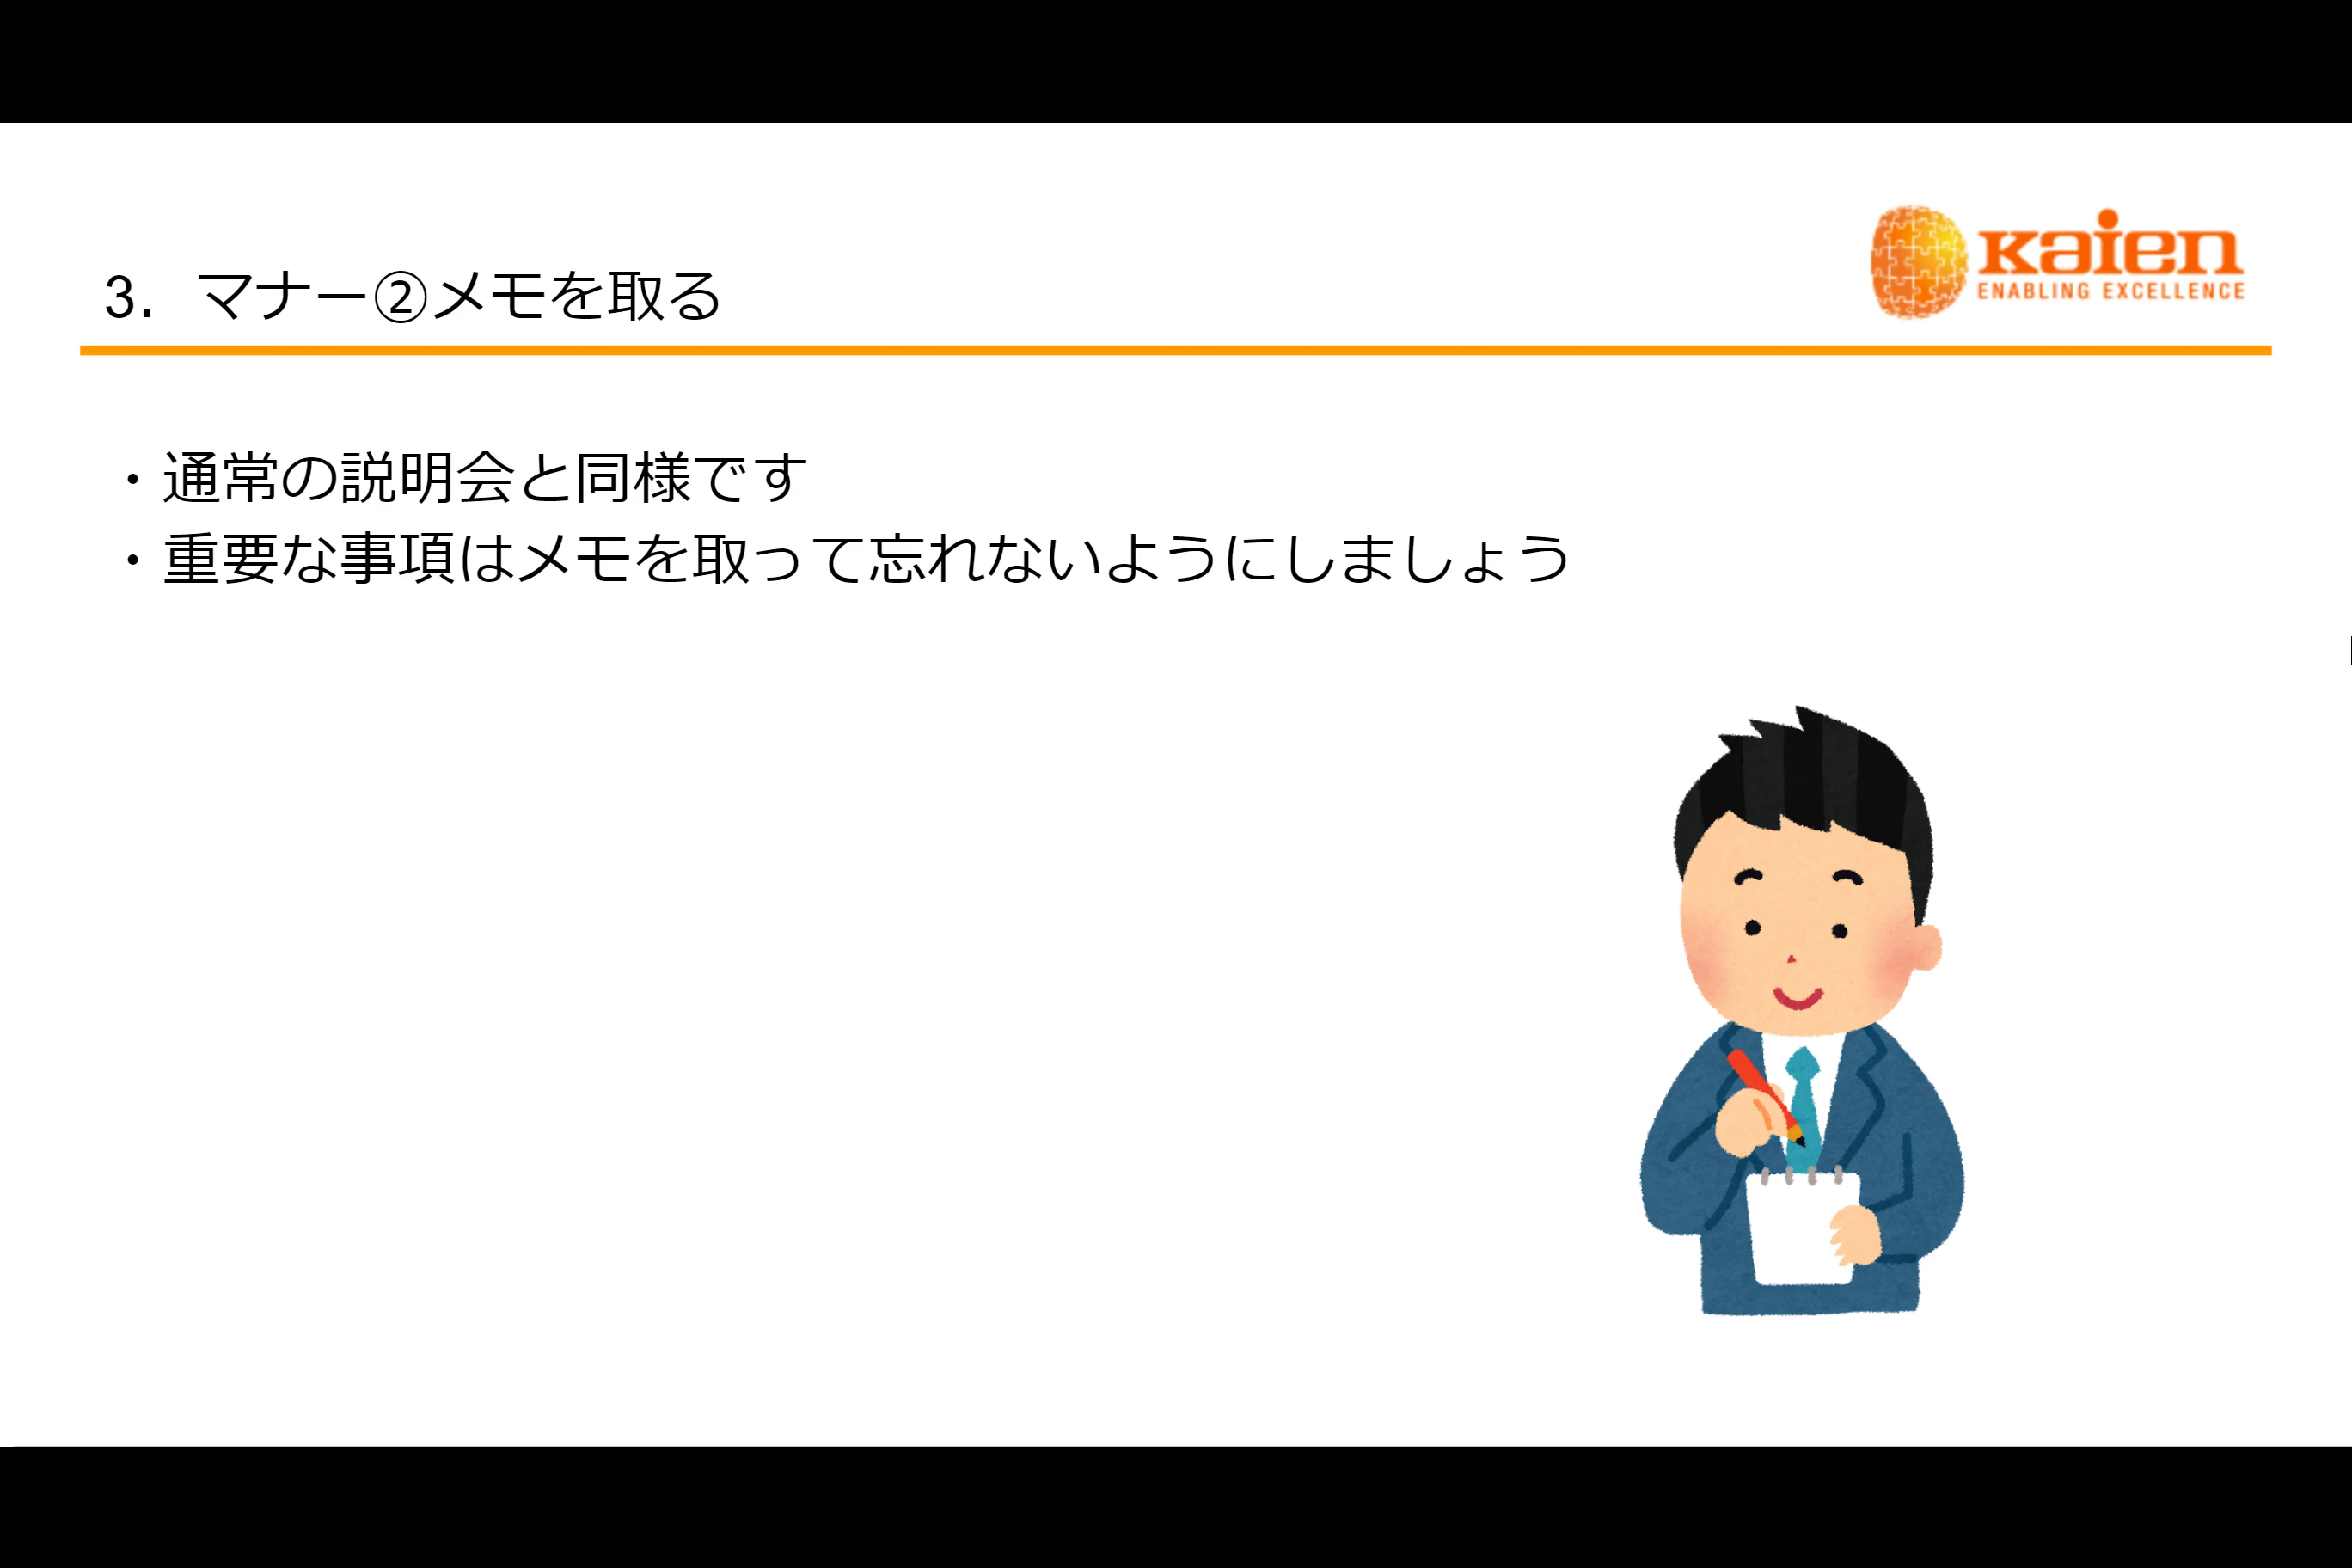 3. マナー②メモを取る
Kaien
ENABLING EXCELLENCE
・通常の説明会と同様です
・重要な事項はメモを取って忘れないようにしましょう